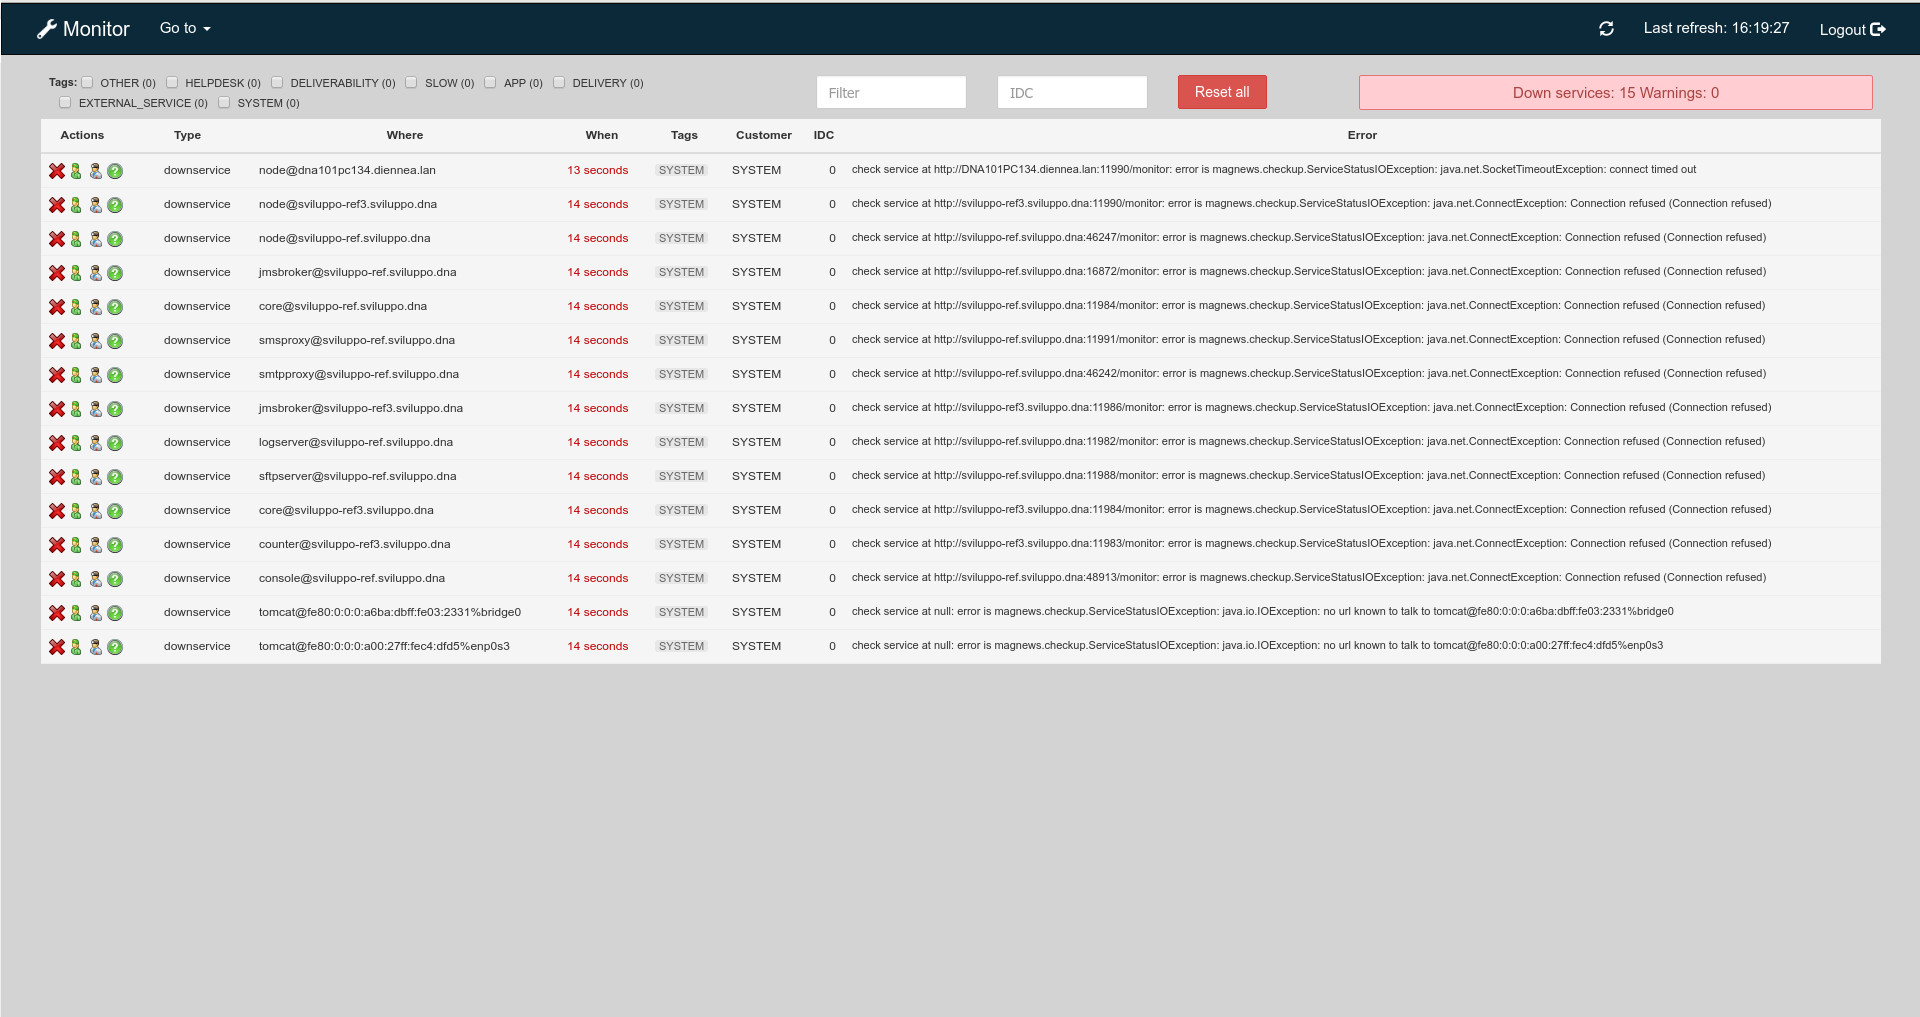 Monitor Go to Last refresh: 16:19:27 Logout
Tags: OTHER (0) HELPDESK (0) DELIVERABILITY (0) SLOW (0) APP (0) DELIVERY (0)
EXTERNAL_SERVICE (0) SYSTEM (0)
Filter IDC Reset all Down services: 15 Warnings: 0
Actions Type Where When Tags Customer IDC Error
downservice node@dna101pc134.diennea.lan 13 seconds SYSTEM SYSTEM 0 check service at http://DNA101PC134.diennea.lan:11990/monitor: error is magnews.checkup.ServiceStatusIOException: java.net.SocketTimeoutException: connect timed out
downservice node@sviluppo-ref3.sviluppo.dna 14 seconds SYSTEM SYSTEM 0 check service at http://sviluppo-ref3.sviluppo.dna:11990/monitor: error is magnews.checkup.ServiceStatusIOException: java.net.ConnectException: Connection refused (Connection refused)
downservice node@sviluppo-ref.sviluppo.dna 14 seconds SYSTEM SYSTEM 0 check service at http://sviluppo-ref.sviluppo.dna:46247/monitor: error is magnews.checkup.ServiceStatusIOException: java.net.ConnectException: Connection refused (Connection refused)
downservice jmsbroker@sviluppo-ref.sviluppo.dna 14 seconds SYSTEM SYSTEM 0 check service at http://sviluppo-ref.sviluppo.dna:16872/monitor: error is magnews.checkup.ServiceStatusIOException: java.net.ConnectException: Connection refused (Connection refused)
downservice core@sviluppo-ref.sviluppo.dna 14 seconds SYSTEM SYSTEM 0 check service at http://sviluppo-ref.sviluppo.dna:11984/monitor: error is magnews.checkup.ServiceStatusIOException: java.net.ConnectException: Connection refused (Connection refused)
downservice smsproxy@sviluppo-ref.sviluppo.dna 14 seconds SYSTEM SYSTEM 0 check service at http://sviluppo-ref.sviluppo.dna:11991/monitor: error is magnews.checkup.ServiceStatusIOException: java.net.ConnectException: Connection refused (Connection refused)
downservice smtpproxy@sviluppo-ref.sviluppo.dna 14 seconds SYSTEM SYSTEM 0 check service at http://sviluppo-ref.sviluppo.dna:46242/monitor: error is magnews.checkup.ServiceStatusIOException: java.net.ConnectException: Connection refused (Connection refused)
downservice jmsbroker@sviluppo-ref3.sviluppo.dna 14 seconds SYSTEM SYSTEM 0 check service at http://sviluppo-ref3.sviluppo.dna:11986/monitor: error is magnews.checkup.ServiceStatusIOException: java.net.ConnectException: Connection refused (Connection refused)
downservice logserver@sviluppo-ref.sviluppo.dna 14 seconds SYSTEM SYSTEM 0 check service at http://sviluppo-ref.sviluppo.dna:11982/monitor: error is magnews.checkup.ServiceStatusIOException: java.net.ConnectException: Connection refused (Connection refused)
downservice sftpserver@sviluppo-ref.sviluppo.dna 14 seconds SYSTEM SYSTEM 0 check service at http://sviluppo-ref.sviluppo.dna:11988/monitor: error is magnews.checkup.ServiceStatusIOException: java.net.ConnectException: Connection refused (Connection refused)
downservice core@sviluppo-ref3.sviluppo.dna 14 seconds SYSTEM SYSTEM 0 check service at http://sviluppo-ref3.sviluppo.dna:11984/monitor: error is magnews.checkup.ServiceStatusIOException: java.net.ConnectException: Connection refused (Connection refused)
downservice counter@sviluppo-ref3.sviluppo.dna 14 seconds SYSTEM SYSTEM 0 check service at http://sviluppo-ref3.sviluppo.dna:11983/monitor: error is magnews.checkup.ServiceStatusIOException: java.net.ConnectException: Connection refused (Connection refused)
downservice console@sviluppo-ref.sviluppo.dna 14 seconds SYSTEM SYSTEM 0 check service at http://sviluppo-ref.sviluppo.dna:48913/monitor: error is magnews.checkup.ServiceStatusIOException: java.net.ConnectException: Connection refused (Connection refused)
downservice tomcat@fe80:0:0:0:a6ba:dbff:fe03:2331%bridge0 14 seconds SYSTEM SYSTEM 0 check service at null: error is magnews.checkup.ServiceStatusIOException: java.io.IOException: no url known to talk to tomcat@fe80:0:0:0:a6ba:dbff:fe03:2331%bridge0
downservice tomcat@fe80:0:0:0:a00:27ff:fec4:dfd5%enp0s3 14 seconds SYSTEM SYSTEM 0 check service at null: error is magnews.checkup.ServiceStatusIOException: java.io.IOException: no url known to talk to tomcat@fe80:0:0:0:a00:27ff:fec4:dfd5%enp0s3